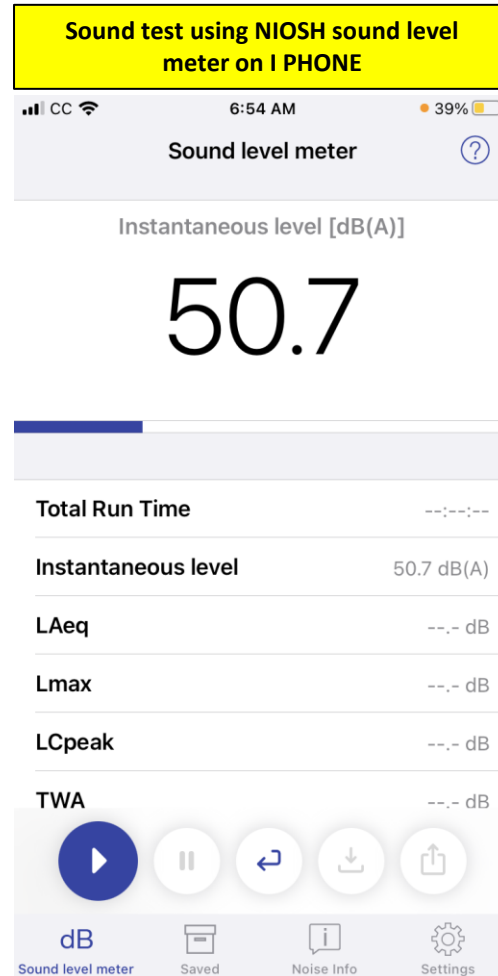 Sound test using NIOSH sound level
meter on I PHONE
CC 6:54 AM 39%
Sound level meter ?
Instantaneous level [dB(A)]
50.7
Total Run Time --:--:--
Instantaneous level 50.7 dB(A)
LAeq --.- dB
Lmax --.- dB
LCpeak --.- dB
TWA --.- dB
dB
Sound level meter Saved Noise Info Settings